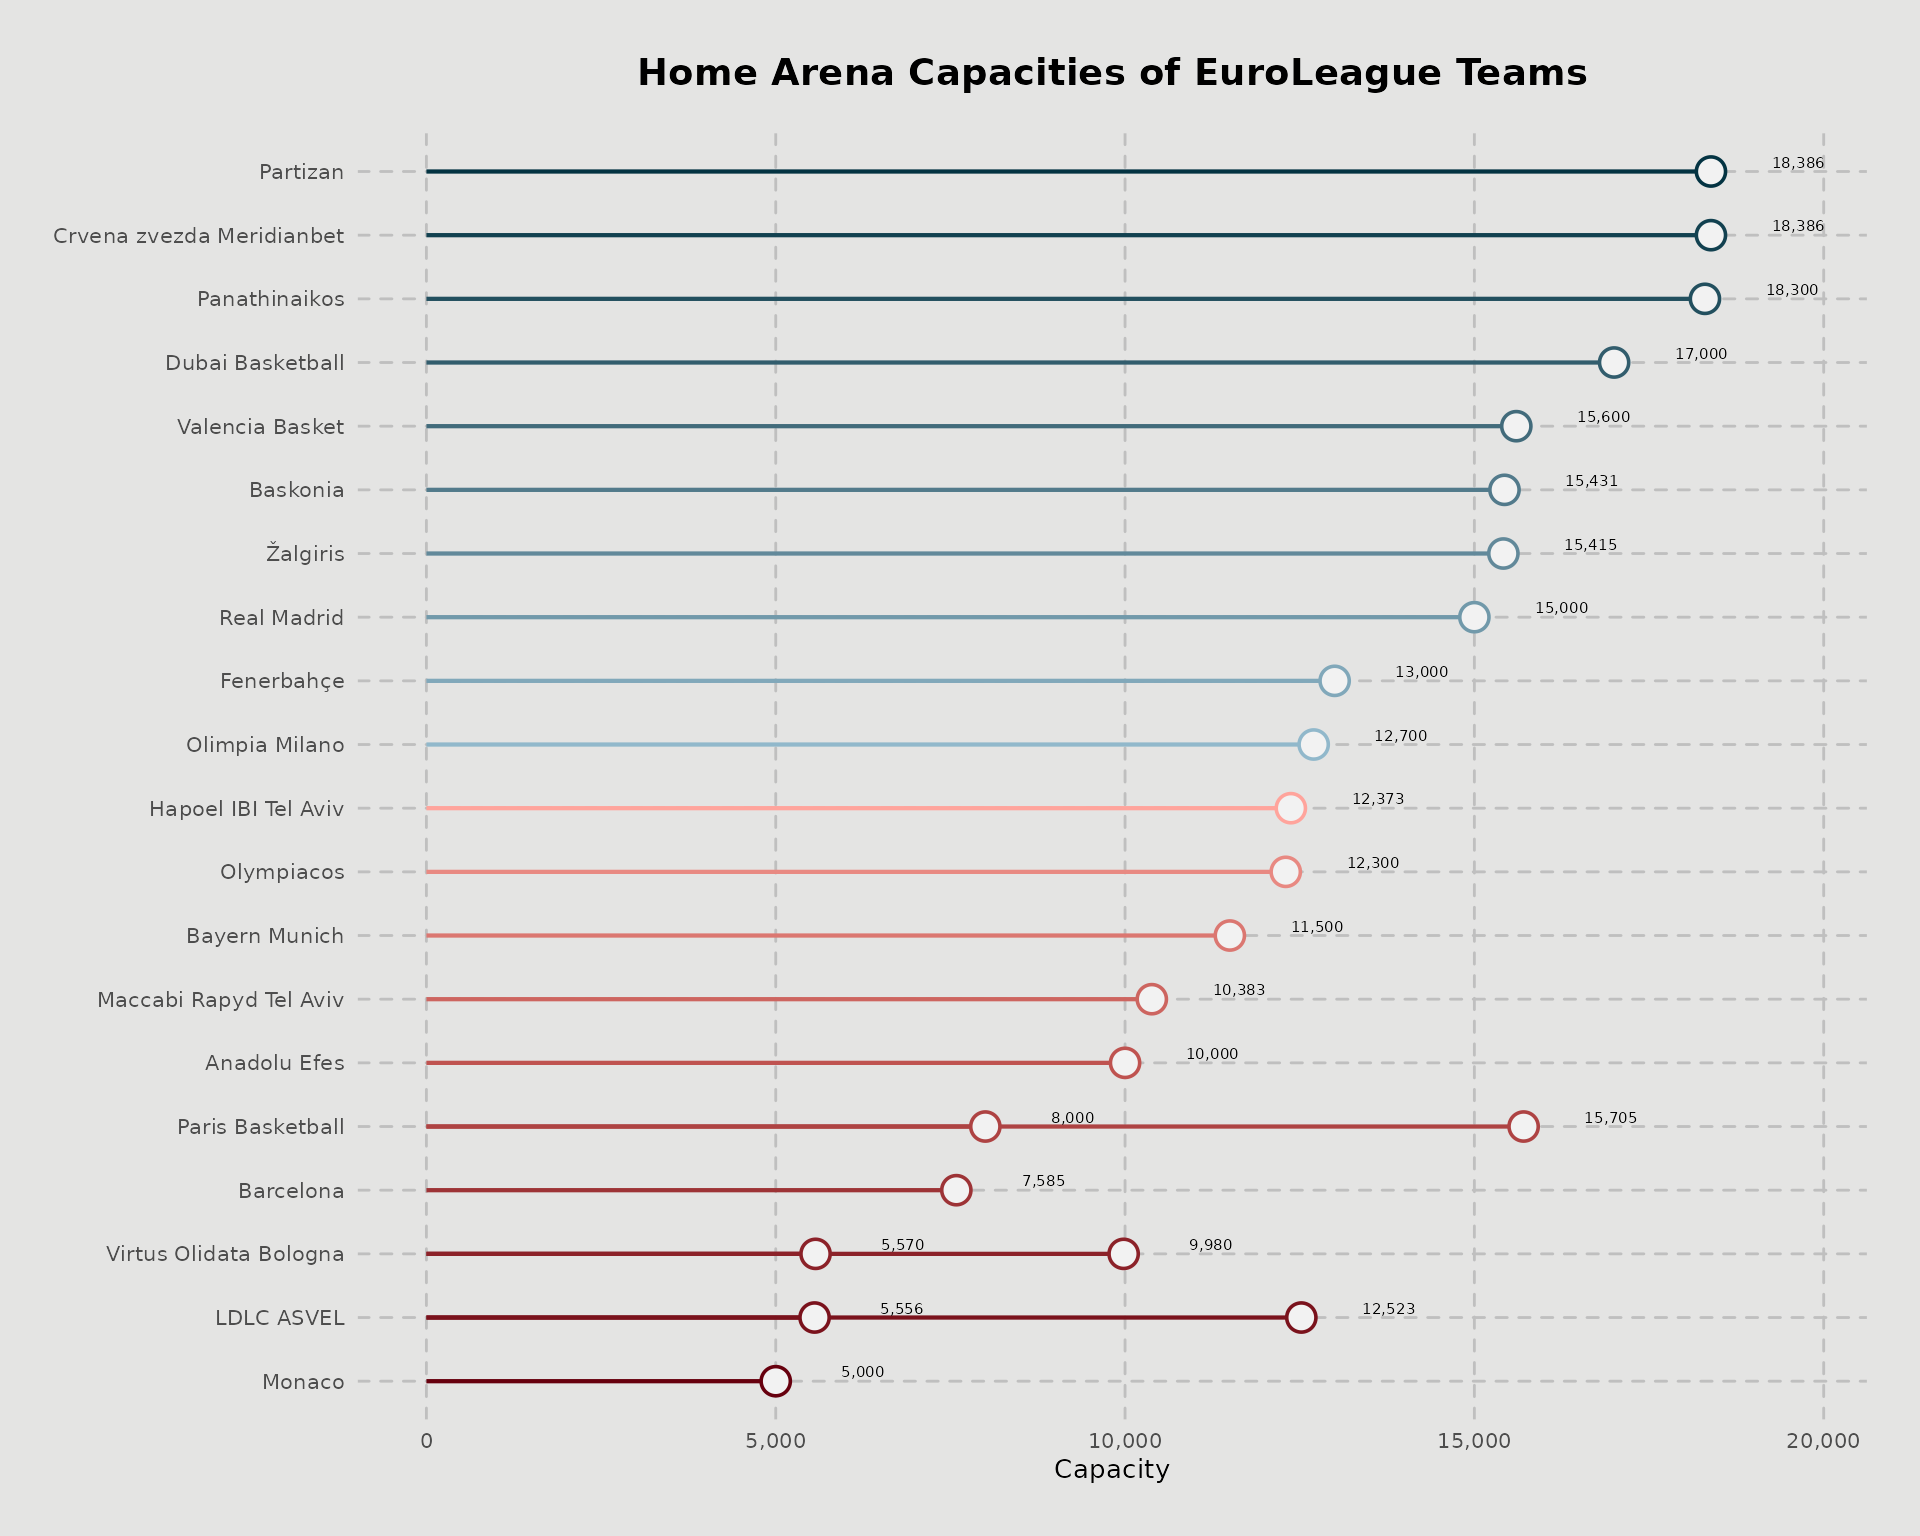 Home Arena Capacities of EuroLeague Teams
Partizan 18,386
Crvena zvezda Meridianbet 18,386
Panathinaikos 18,300
Dubai Basketball 17,000
Valencia Basket 15,600
Baskonia 15,431
Žalgiris 15,415
Real Madrid 15,000
Fenerbahçe 13,000
Olimpia Milano 12,700
Hapoel IBI Tel Aviv 12,373
Olympiacos 12,300
Bayern Munich 11,500
Maccabi Rapyd Tel Aviv 10,383
Anadolu Efes 10,000
Paris Basketball 8,000 15,705
Barcelona 7,585
Virtus Olidata Bologna 5,570 9,980
LDLC ASVEL 5,556 12,523
Monaco 5,000
0 5,000 10,000 15,000 20,000
Capacity